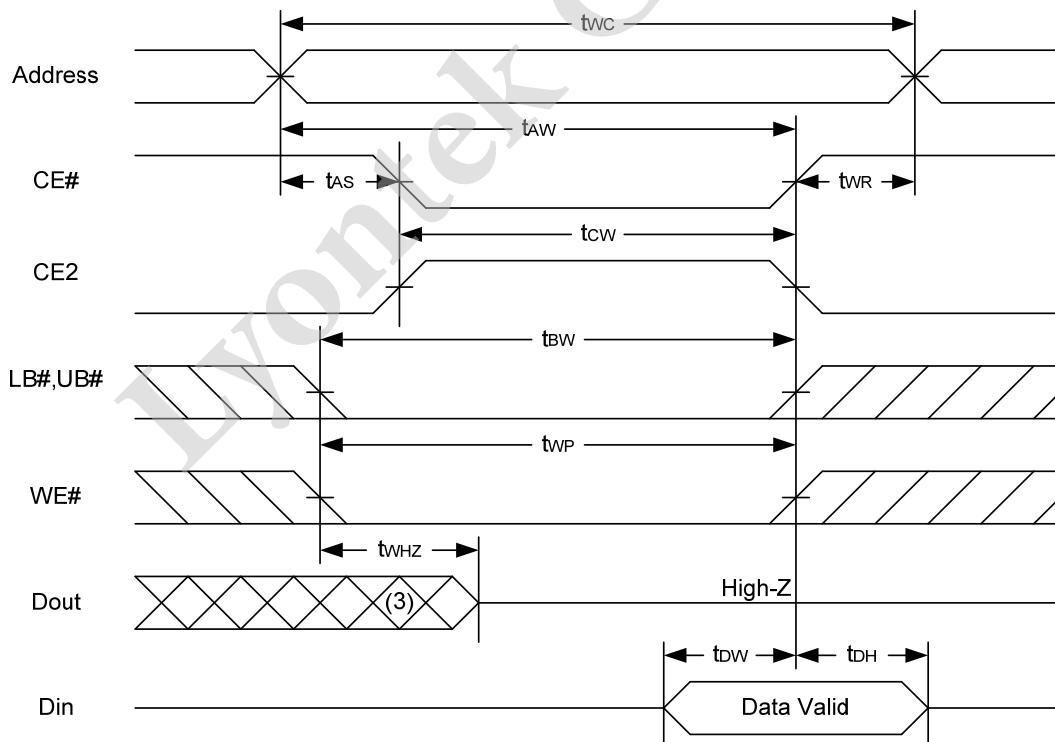 tWC
Address
tAW
CE#
tAS
tWR
tCW
CE2
tBW
LB#,UB#
tWP
WE#
tWHZ
Dout
(3)
High-Z
tDW
tDH
Din
Data Valid
Lyontek